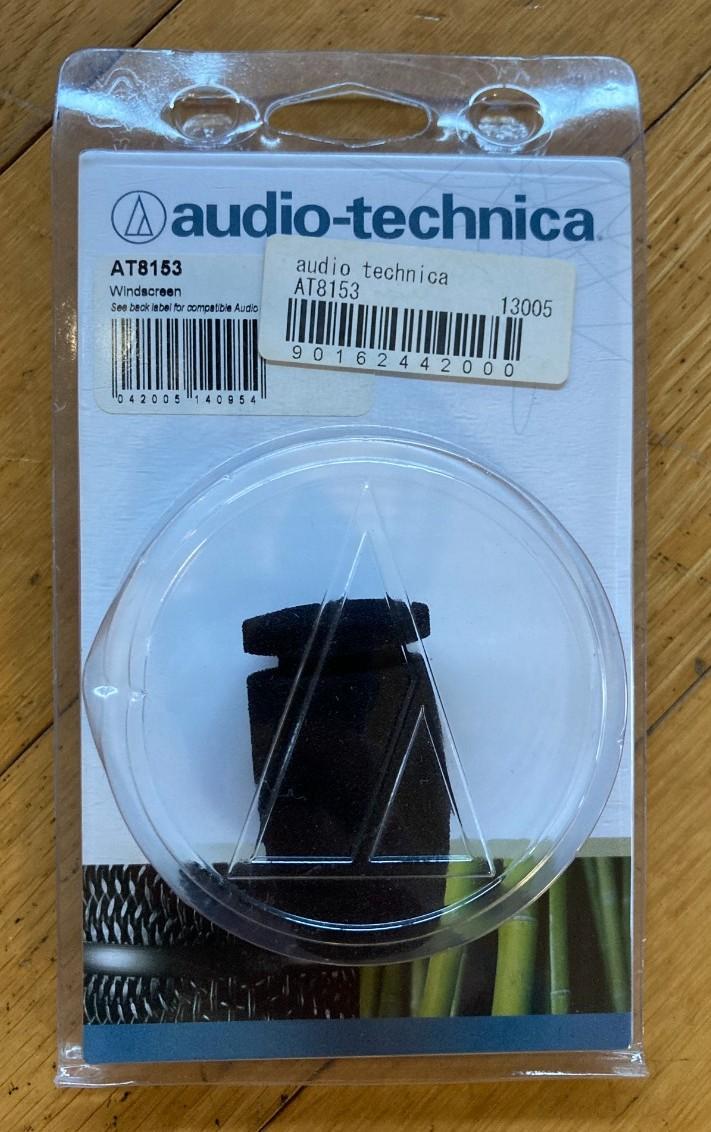 audio-technica
AT8153
Windscreen
See back label for compatible Audio
042005 140954
audio technica
AT8153
13005
90162442000